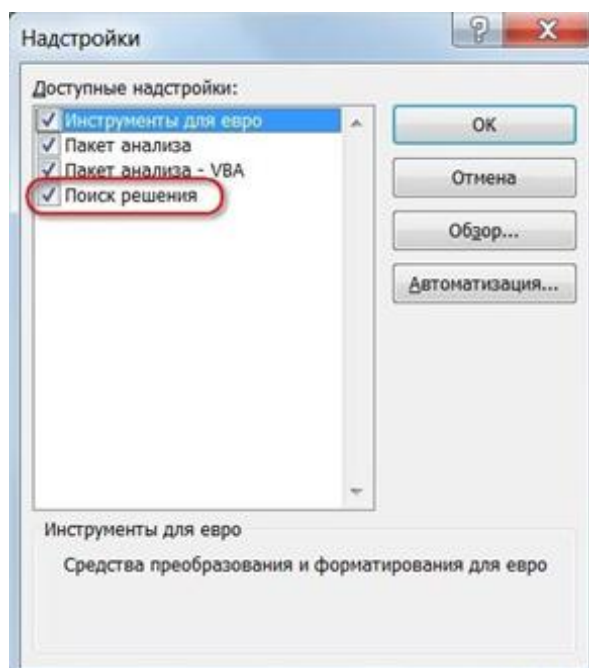 Надстройки
Доступные надстройки:
Инструменты для евро
Пакет анализа
Пакет анализа - VBA
Поиск решения
ОК
Отмена
Обзор...
Автоматизация...
Инструменты для евро
Средства преобразования и форматирования для евро